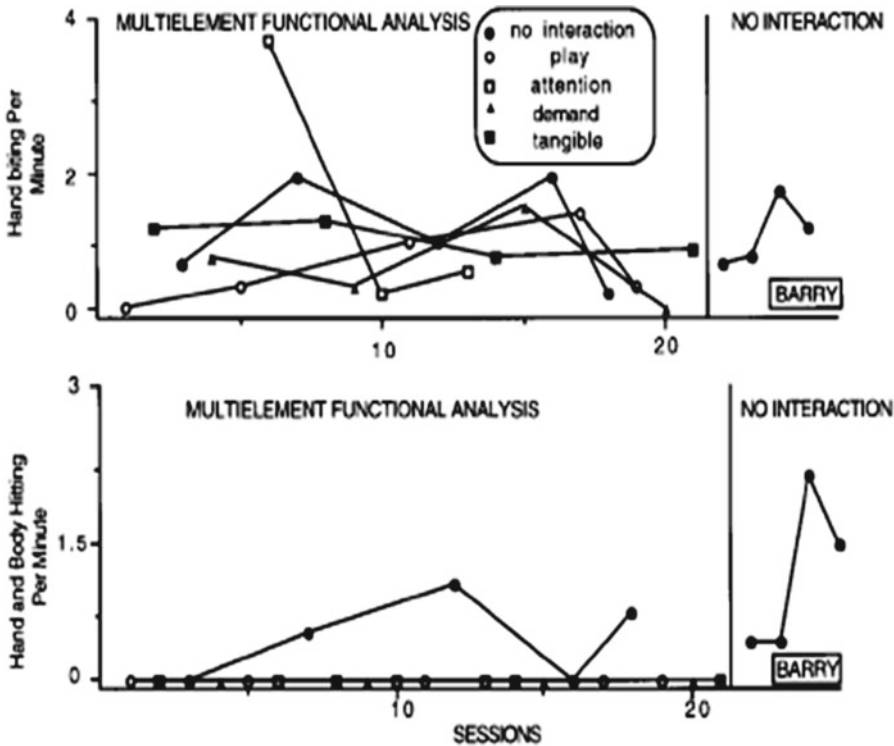 MULTIELEMENT FUNCTIONAL ANALYSIS
NO INTERACTION
no interaction
play
attention
demand
tangible
Hand biting Per
Minute
4
2
0
BARRY
10
20
MULTIELEMENT FUNCTIONAL ANALYSIS
NO INTERACTION
Hand and Body Hitting
Per Minute
3
1.5
0
BARRY
10
20
SESSIONS